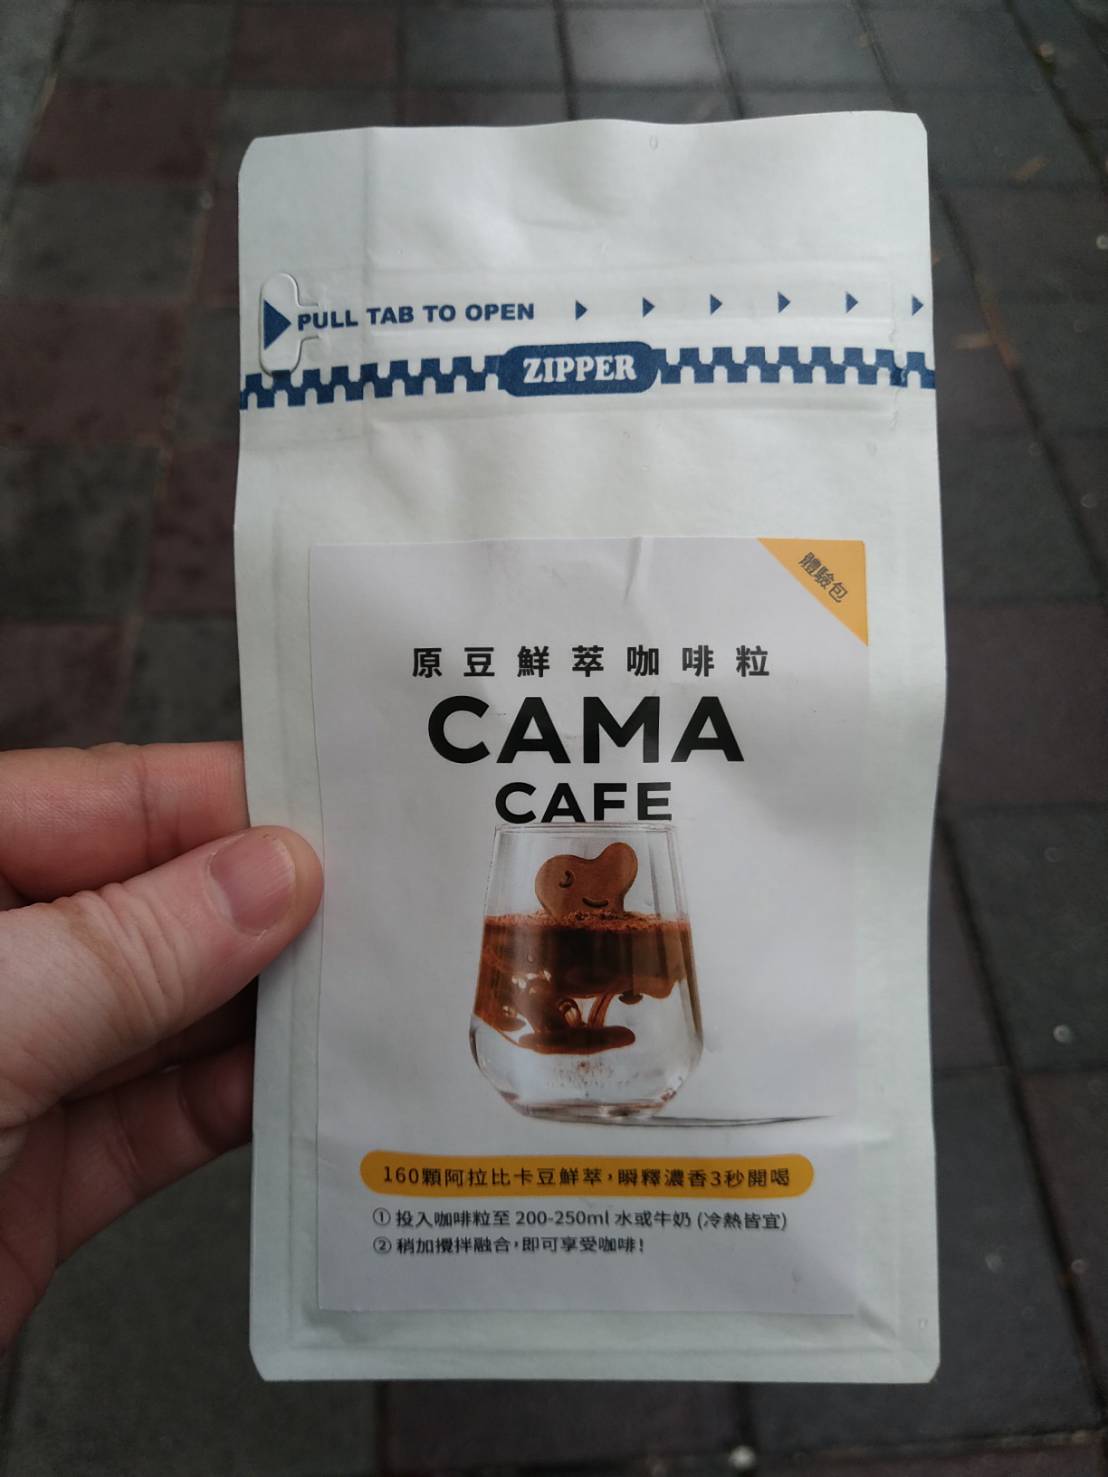 PULL TAB TO OPEN
ZIPPER
體驗包
原豆鮮萃咖啡粒
CAMA
CAFE
160顆阿拉比卡豆鮮萃,瞬釋濃香3秒開喝
① 投入咖啡粒至 200-250ml 水或牛奶 (冷熱皆宜)
② 稍加攪拌融合,即可享受咖啡!